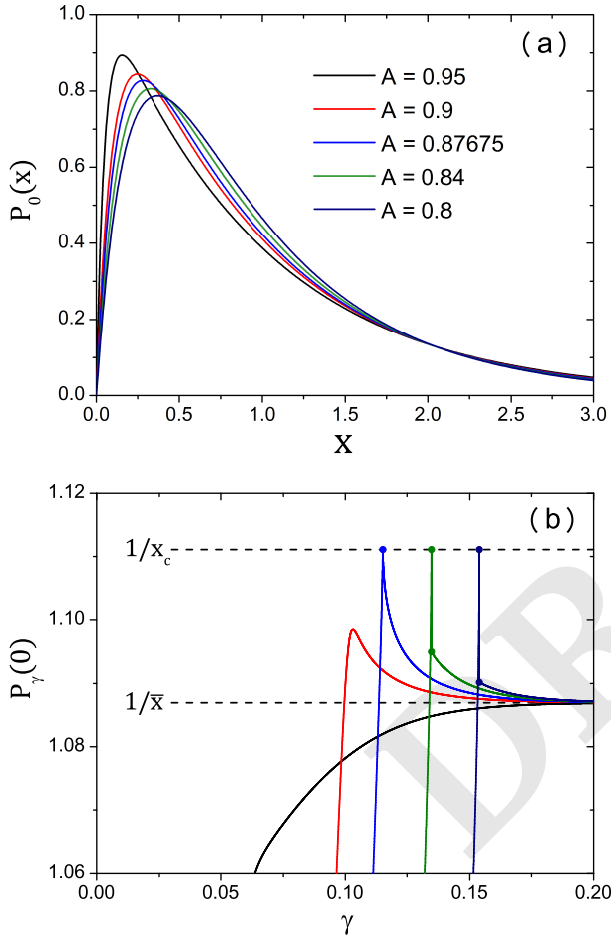 (a)
1.0
0.8
0.6
0.4
0.2
0.0
P₀(x)
A = 0.95
A = 0.9
A = 0.87675
A = 0.84
A = 0.8
0.0 0.5 1.0 1.5 2.0 2.5 3.0
X
(b)
1.12
1.10
1.08
1.06
P_γ(0)
1/x_c
1/x̄
DR
0.00 0.05 0.10 0.15 0.20
γ